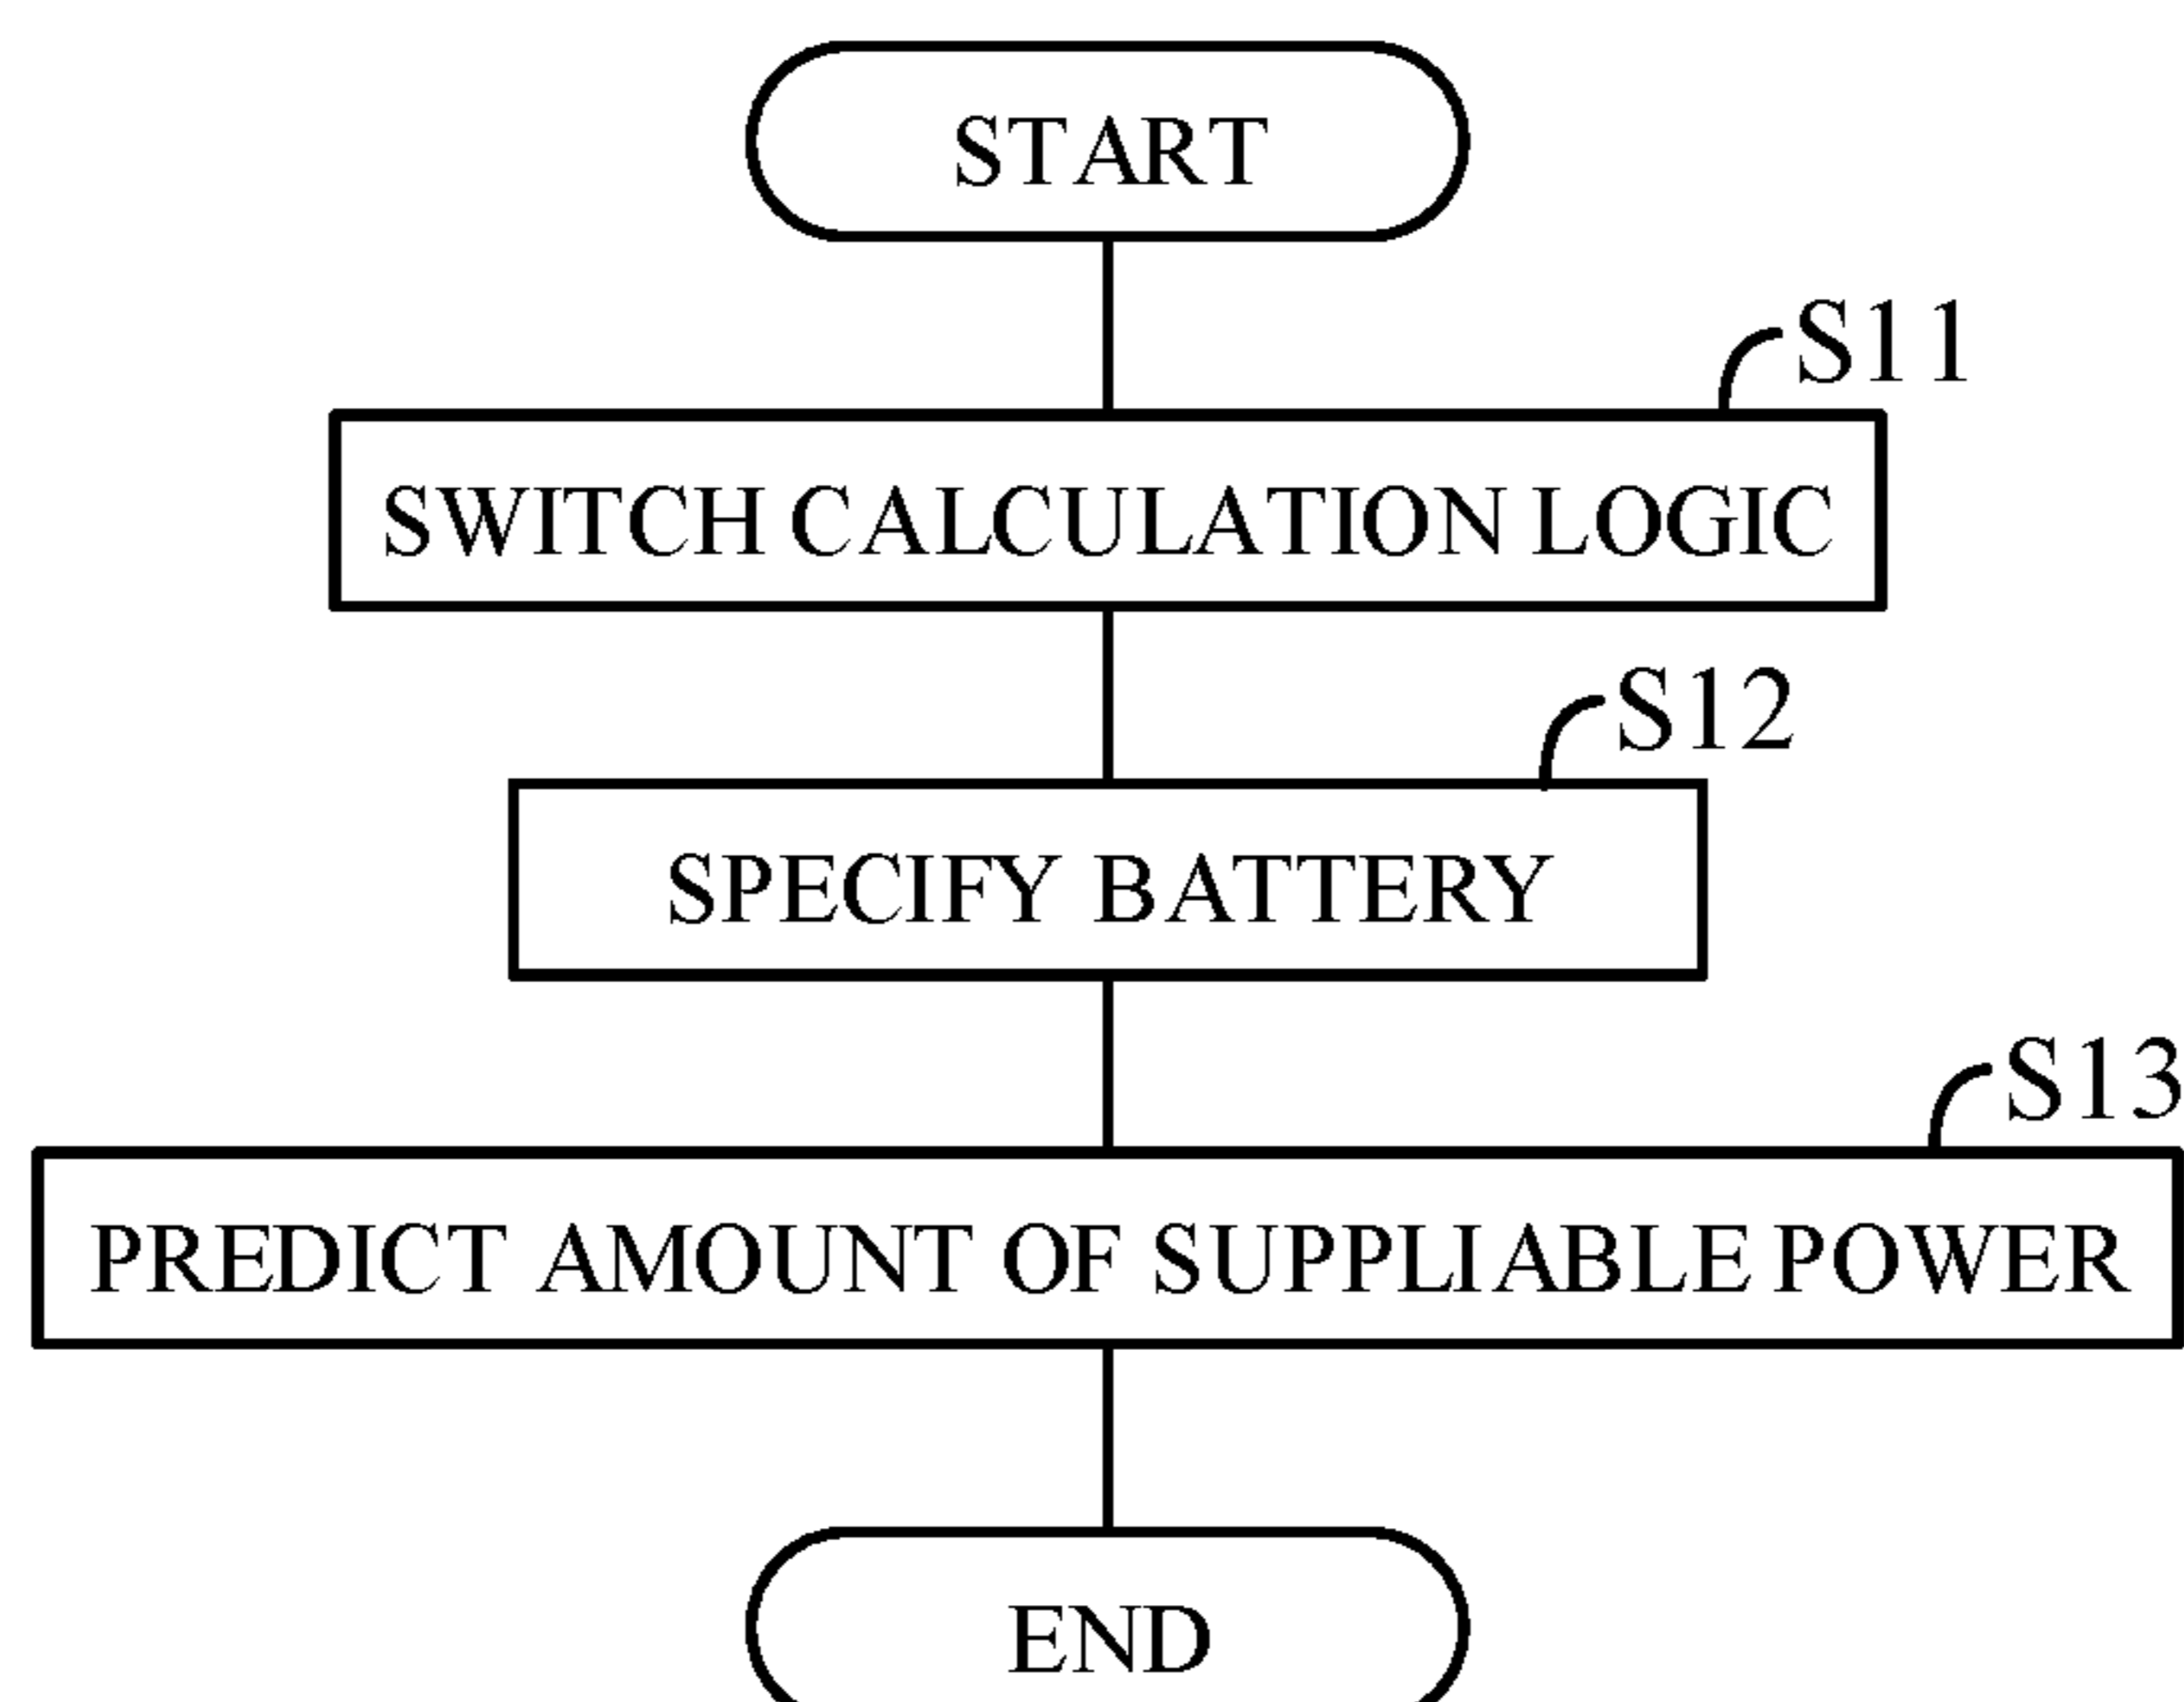 START
S11
SWITCH CALCULATION LOGIC
S12
SPECIFY BATTERY
S13
PREDICT AMOUNT OF SUPPLIABLE POWER
END